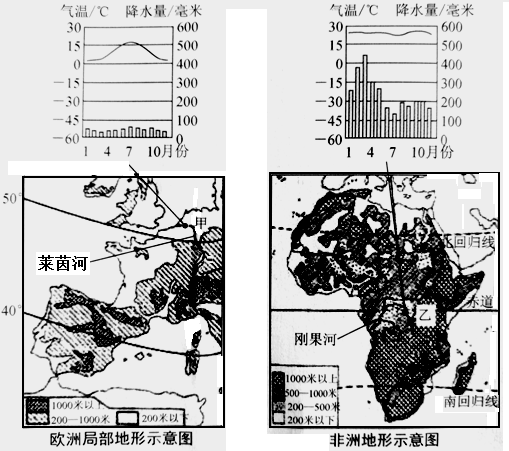 气温/℃ 降水量/毫米
30 600
15 500
0 400
-15 300
-30 200
-45 100
-60 0
1 4 7 10月份
气温/℃ 降水量/毫米
30 600
15 500
0 400
-15 300
-30 200
-45 100
-60 0
1 4 7 10月份
50°
甲
莱茵河
40°
1000米以上
200—1000米
200米以下
欧洲局部地形示意图
北回归线
赤道
乙
刚果河
南回归线
1000米以上
500—1000米
200—500米
200米以下
非洲地形示意图